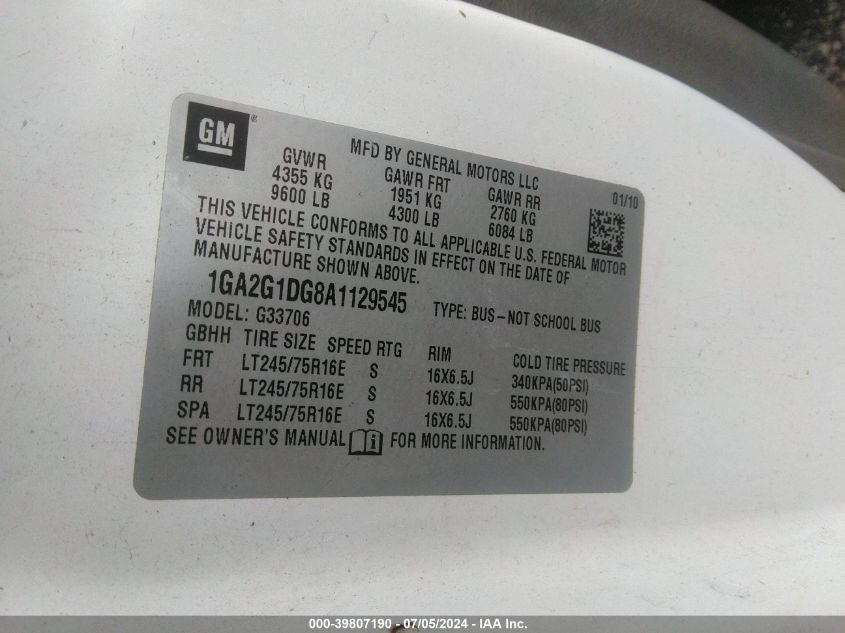 GM
MFD BY GENERAL MOTORS LLC
01/10
GVWR GAWR FRT GAWR RR
4355 KG 1951 KG 2760 KG
9600 LB 4300 LB 6084 LB
THIS VEHICLE CONFORMS TO ALL APPLICABLE U.S. FEDERAL MOTOR
VEHICLE SAFETY STANDARDS IN EFFECT ON THE DATE OF
MANUFACTURE SHOWN ABOVE.
1GA2G1DG8A1129545 TYPE: BUS-NOT SCHOOL BUS
MODEL: G33706
GBHH TIRE SIZE SPEED RTG RIM COLD TIRE PRESSURE
FRT LT245/75R16E S 16X6.5J 340KPA(50PSI)
RR LT245/75R16E S 16X6.5J 550KPA(80PSI)
SPA LT245/75R16E S 16X6.5J 550KPA(80PSI)
SEE OWNER'S MANUAL FOR MORE INFORMATION.
000-39807190 - 07/05/2024 - IAA Inc.